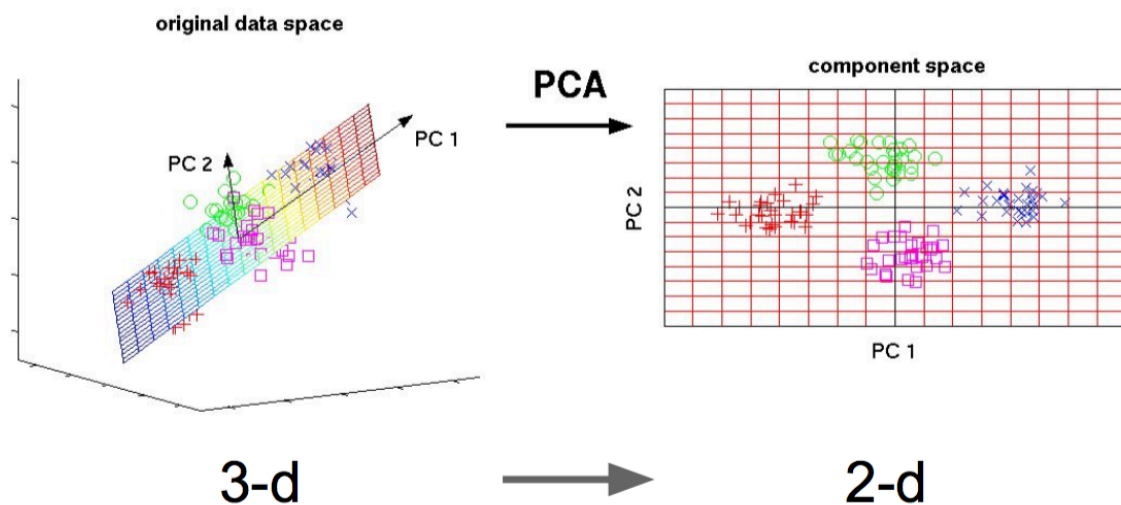 original data space
PC 1
PC 2
PCA
component space
PC 2
PC 1
3-d
2-d